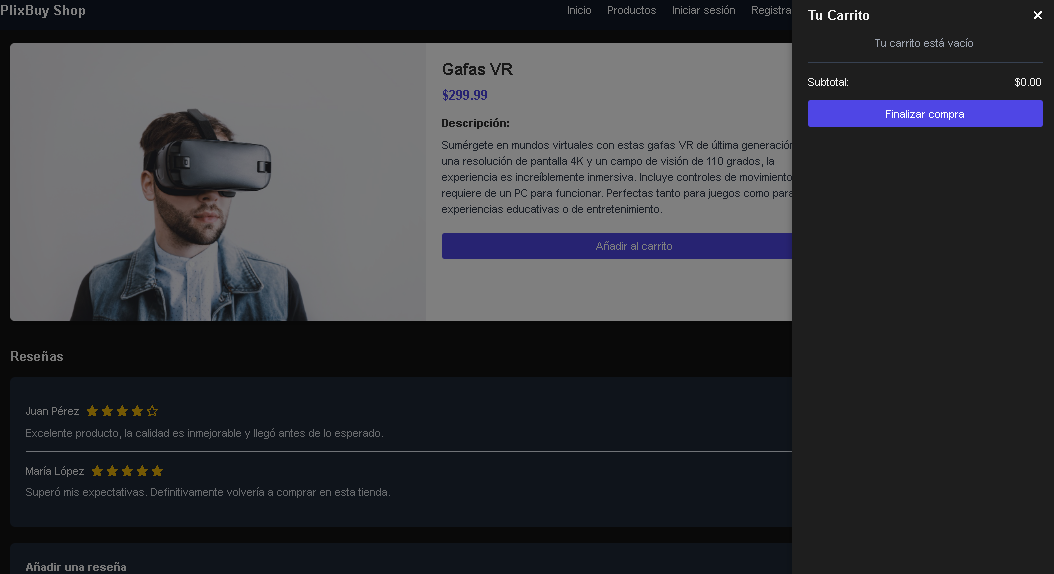 PlixBuy Shop
Inicio Productos Iniciar sesión Registra
Tu Carrito
Tu carrito está vacío
Subtotal: $0.00
Finalizar compra
Gafas VR
$299.99
Descripción:
Sumérgete en mundos virtuales con estas gafas VR de última generación
una resolución de pantalla 4K y un campo de visión de 110 grados, la
experiencia es increíblemente inmersiva. Incluye controles de movimiento
requiere de un PC para funcionar. Perfectas tanto para juegos como para
experiencias educativas o de entretenimiento.
Añadir al carrito
Reseñas
Juan Pérez
Excelente producto, la calidad es inmejorable y llegó antes de lo esperado.
María López
Superó mis expectativas. Definitivamente volvería a comprar en esta tienda.
Añadir una reseña